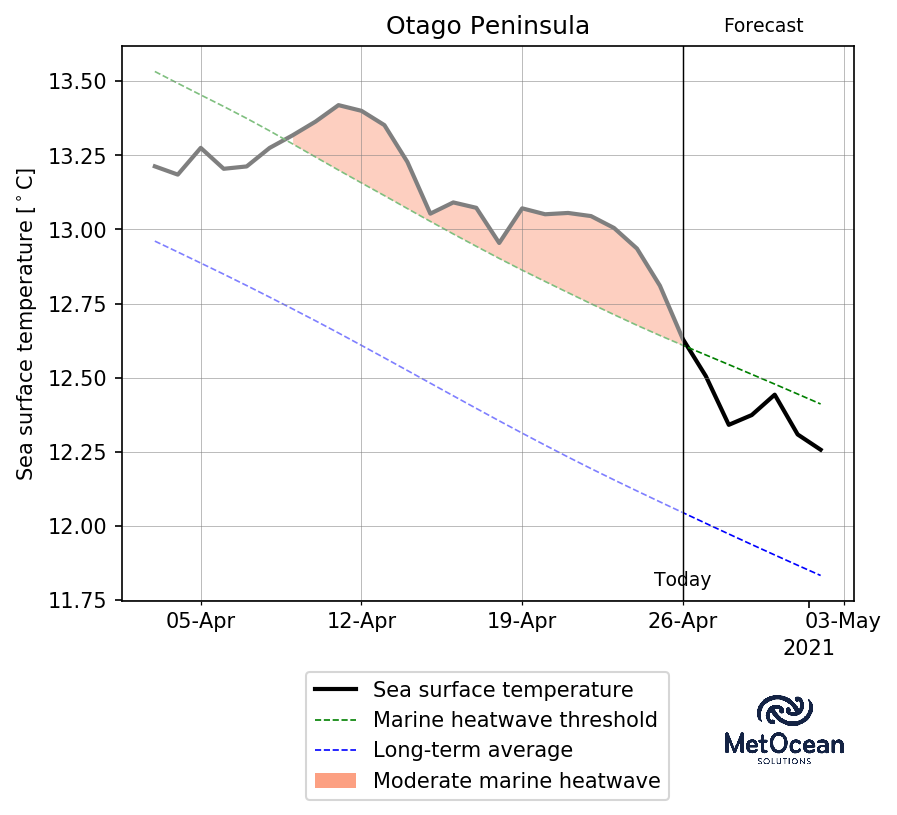 Otago Peninsula
Forecast
13.50
13.25
13.00
12.75
12.50
12.25
12.00
11.75
Sea surface temperature [˚C]
Today
05-Apr 12-Apr 19-Apr 26-Apr 03-May
2021
Sea surface temperature
Marine heatwave threshold
Long-term average
Moderate marine heatwave
MetOcean
SOLUTIONS